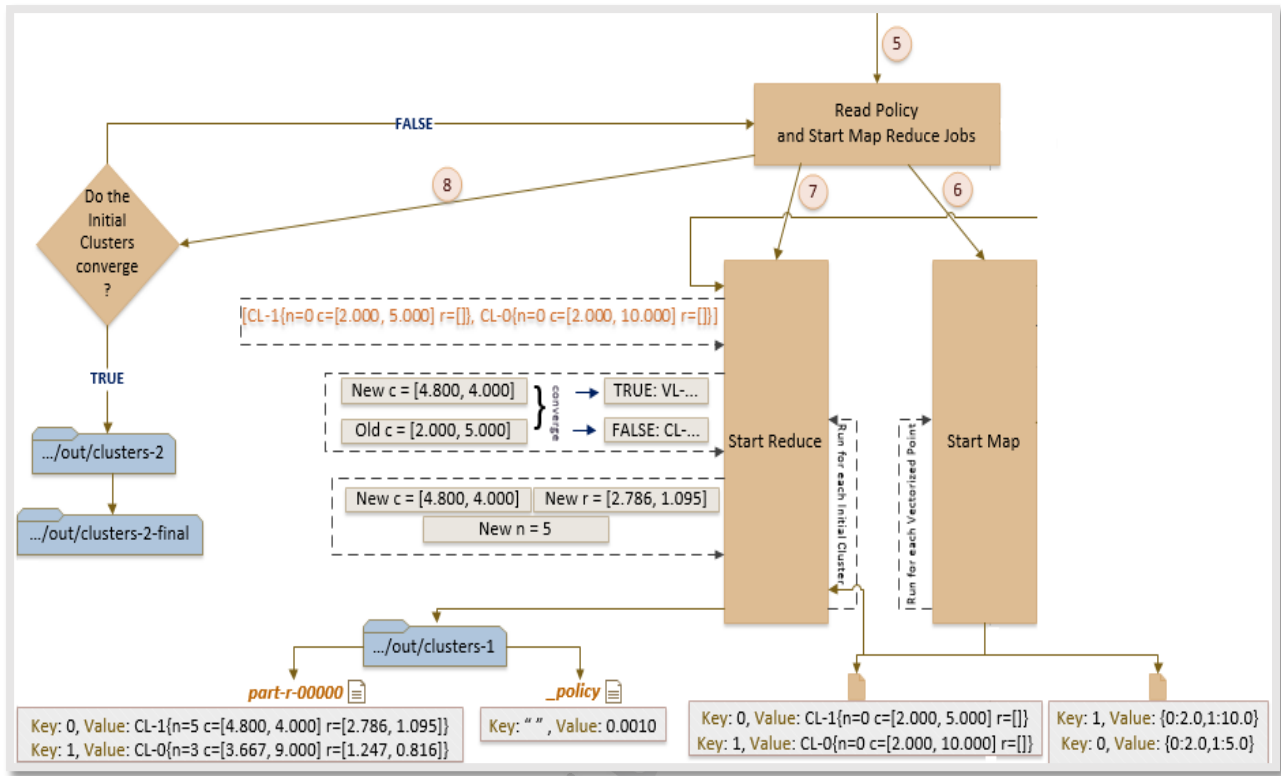 5
Read Policy
and Start Map Reduce Jobs
FALSE
8
7
6
Do the
Initial
Clusters
converge
?
[CL-1{n=0 c=[2.000, 5.000] r=[]}, CL-0{n=0 c=[2.000, 10.000] r=[]}]
TRUE
New c = [4.800, 4.000]
Old c = [2.000, 5.000]
}
converge
TRUE: VL-...
FALSE: CL-...
Start Reduce
Run for each Initial Cluster
Run for each Vectorized Point
Start Map
.../out/clusters-2
.../out/clusters-2-final
New c = [4.800, 4.000]
New r = [2.786, 1.095]
New n = 5
.../out/clusters-1
part-r-00000
_policy
Key: 0, Value: CL-1{n=5 c=[4.800, 4.000] r=[2.786, 1.095]}
Key: 1, Value: CL-0{n=3 c=[3.667, 9.000] r=[1.247, 0.816]}
Key: “ ” , Value: 0.0010
Key: 0, Value: CL-1{n=0 c=[2.000, 5.000] r=[]}
Key: 1, Value: CL-0{n=0 c=[2.000, 10.000] r=[]}
Key: 1, Value: {0:2.0,1:10.0}
Key: 0, Value: {0:2.0,1:5.0}